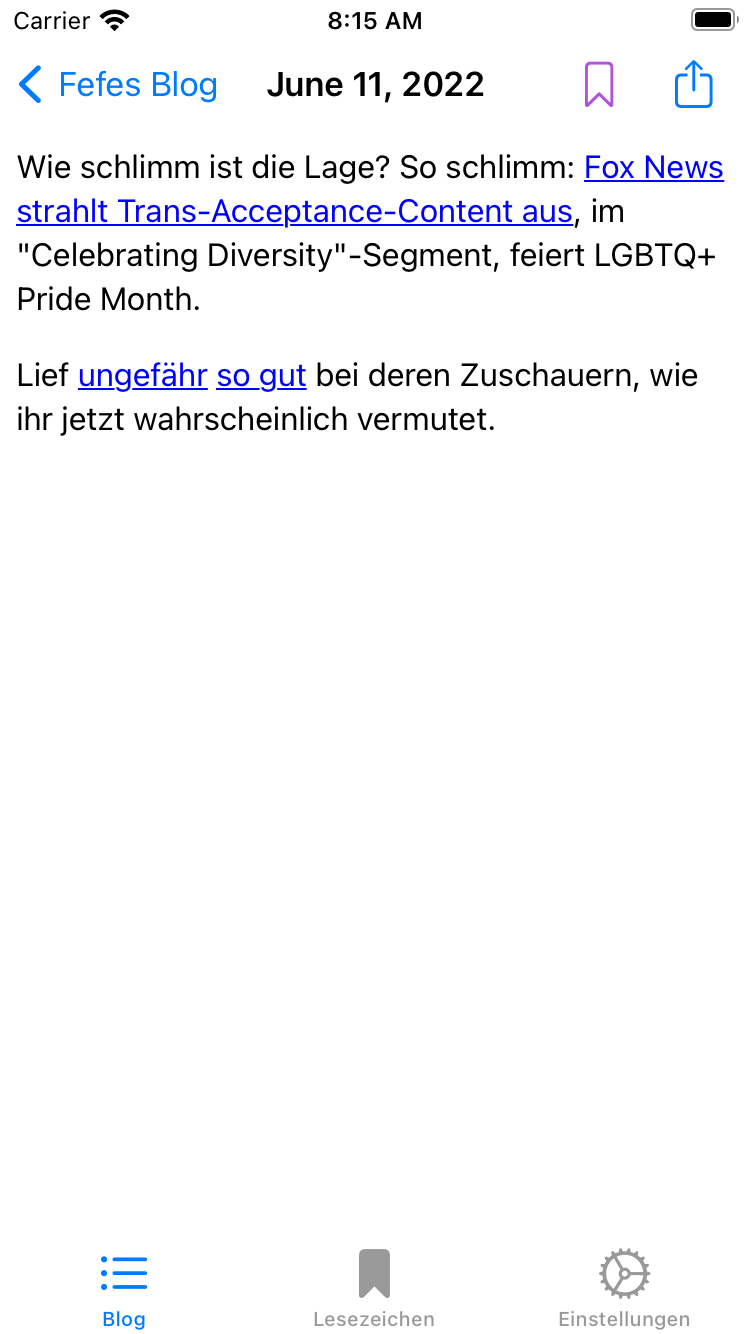 Carrier 8:15 AM
Fefes Blog June 11, 2022
Wie schlimm ist die Lage? So schlimm: Fox News
strahlt Trans-Acceptance-Content aus, im
"Celebrating Diversity"-Segment, feiert LGBTQ+
Pride Month.
Lief ungefähr so gut bei deren Zuschauern, wie
ihr jetzt wahrscheinlich vermutet.
Blog Lesezeichen Einstellungen